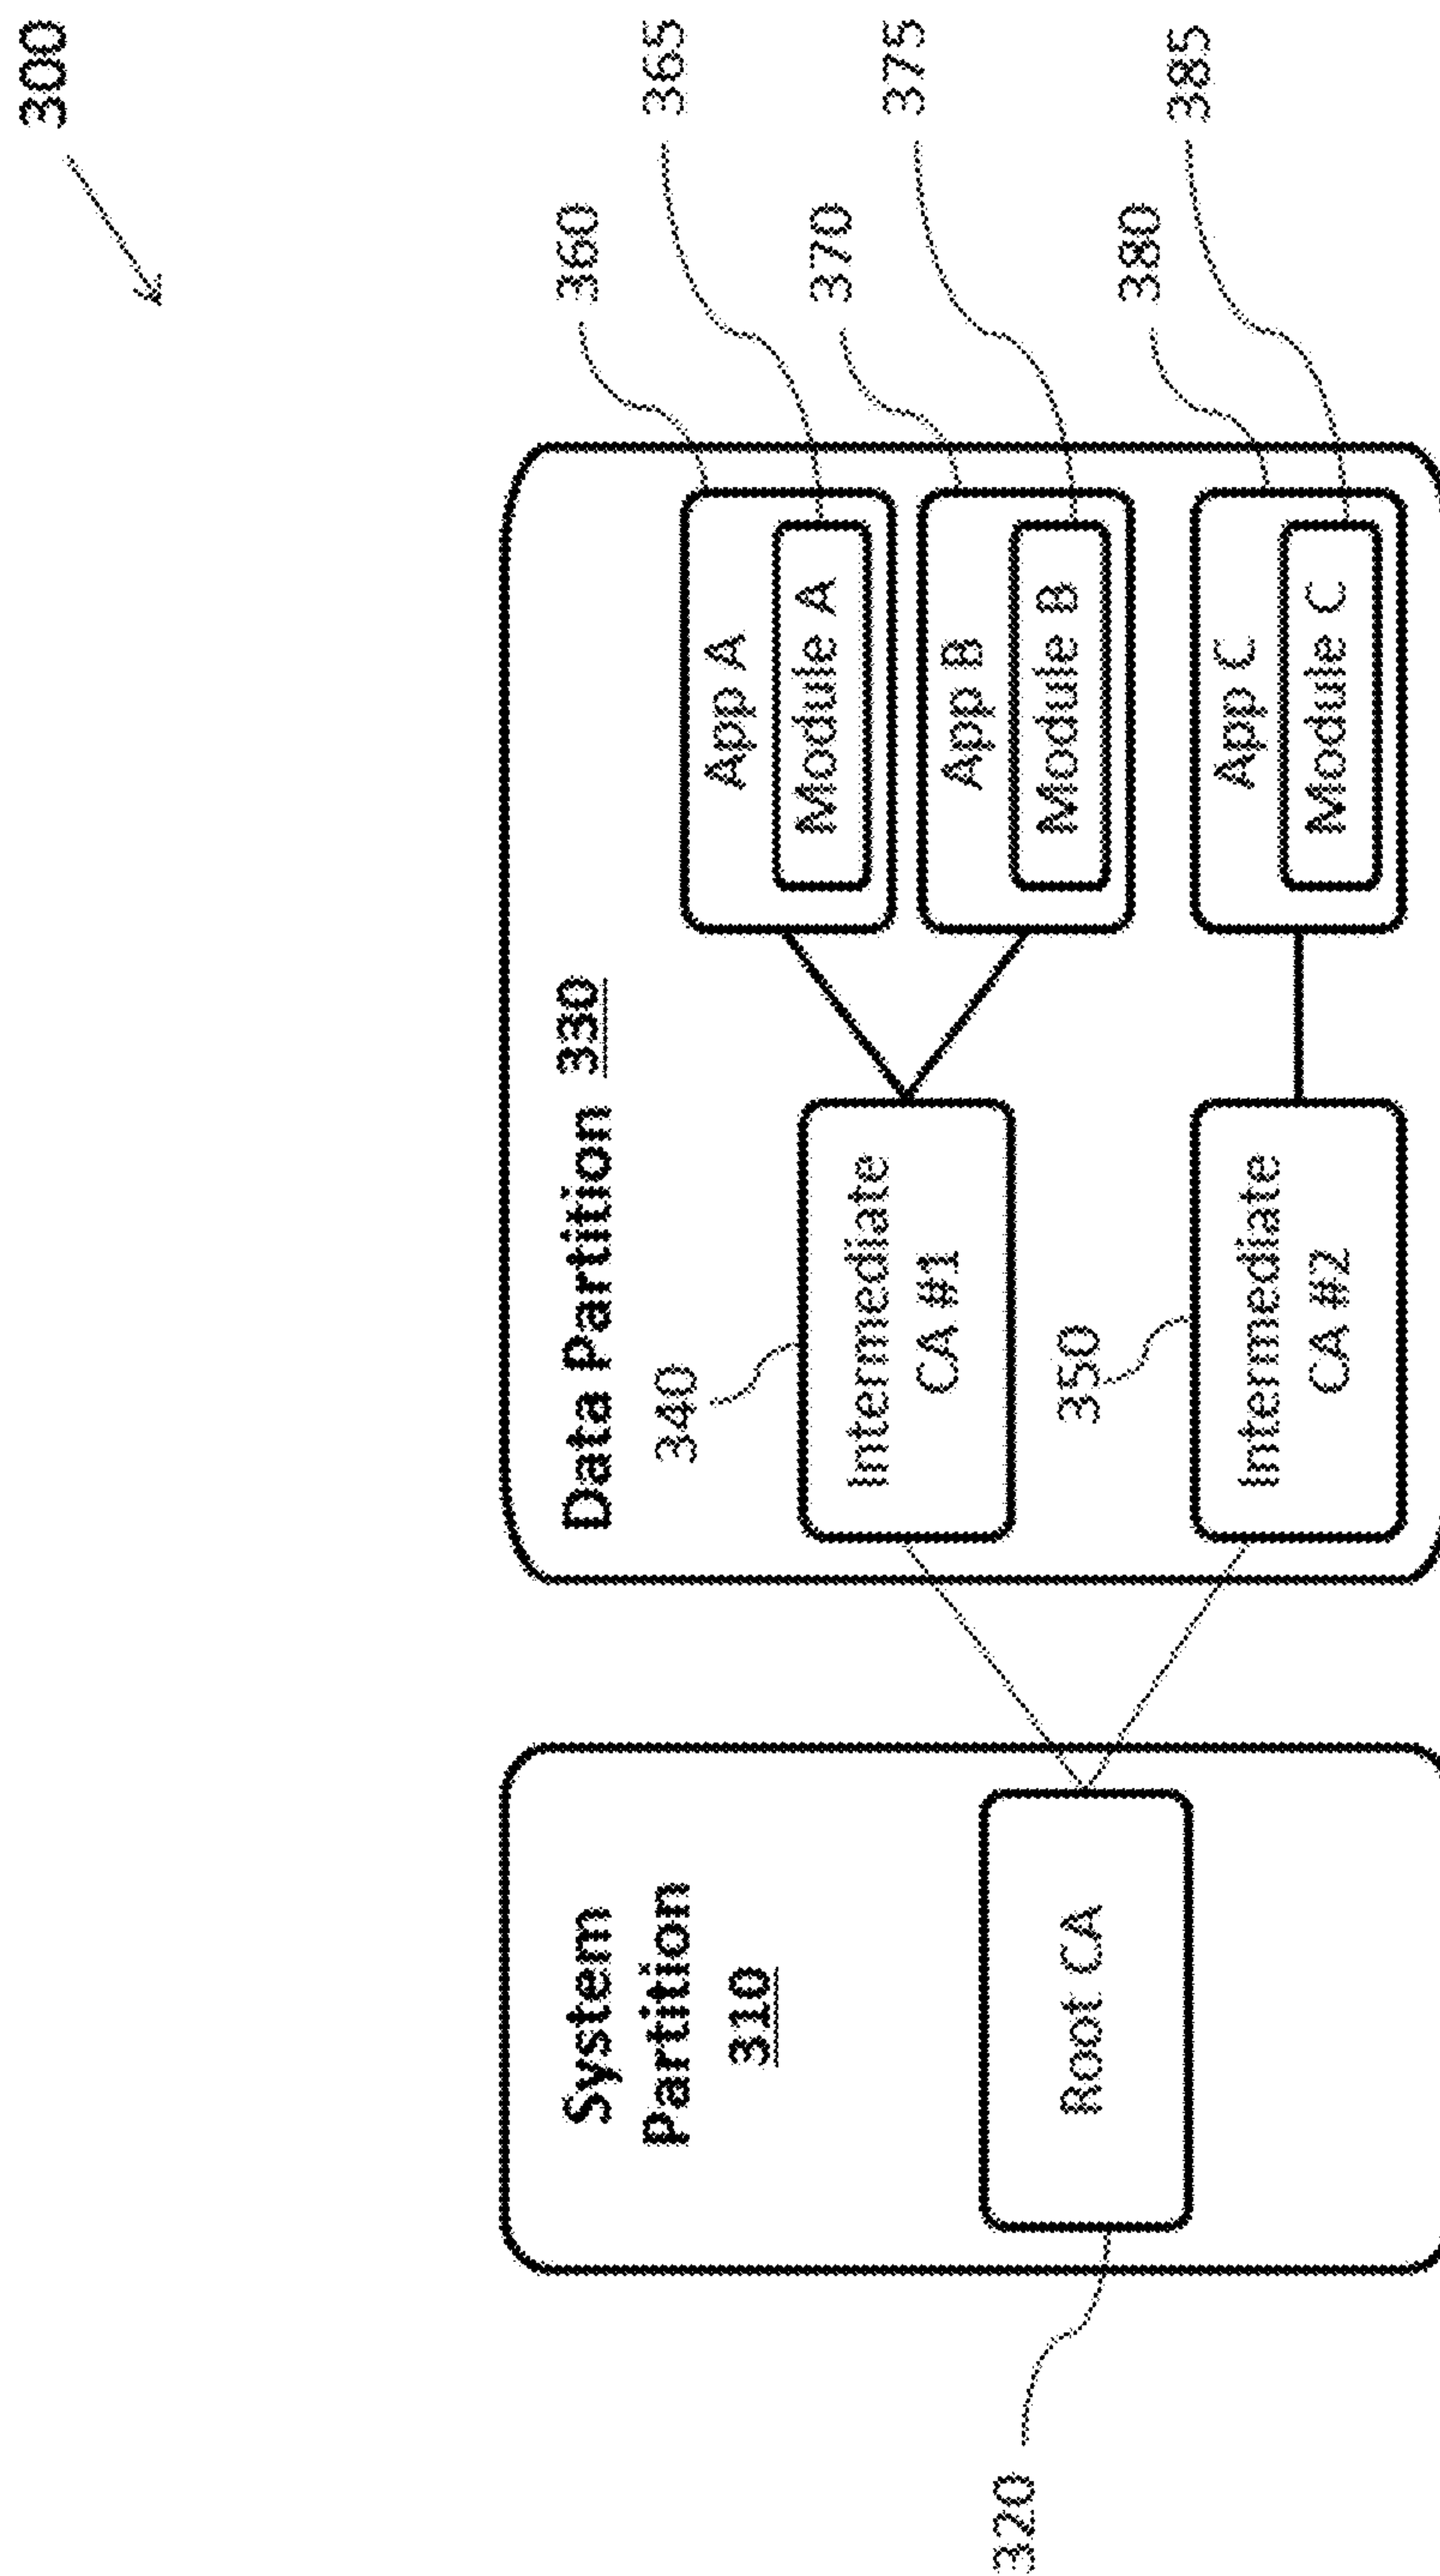 300
System
Partition
310
Root CA
320
Data Partition 330
340
Intermediate
CA #1
350
Intermediate
CA #2
App A
Module A
360
365
App B
Module B
370
375
App C
Module C
380
385